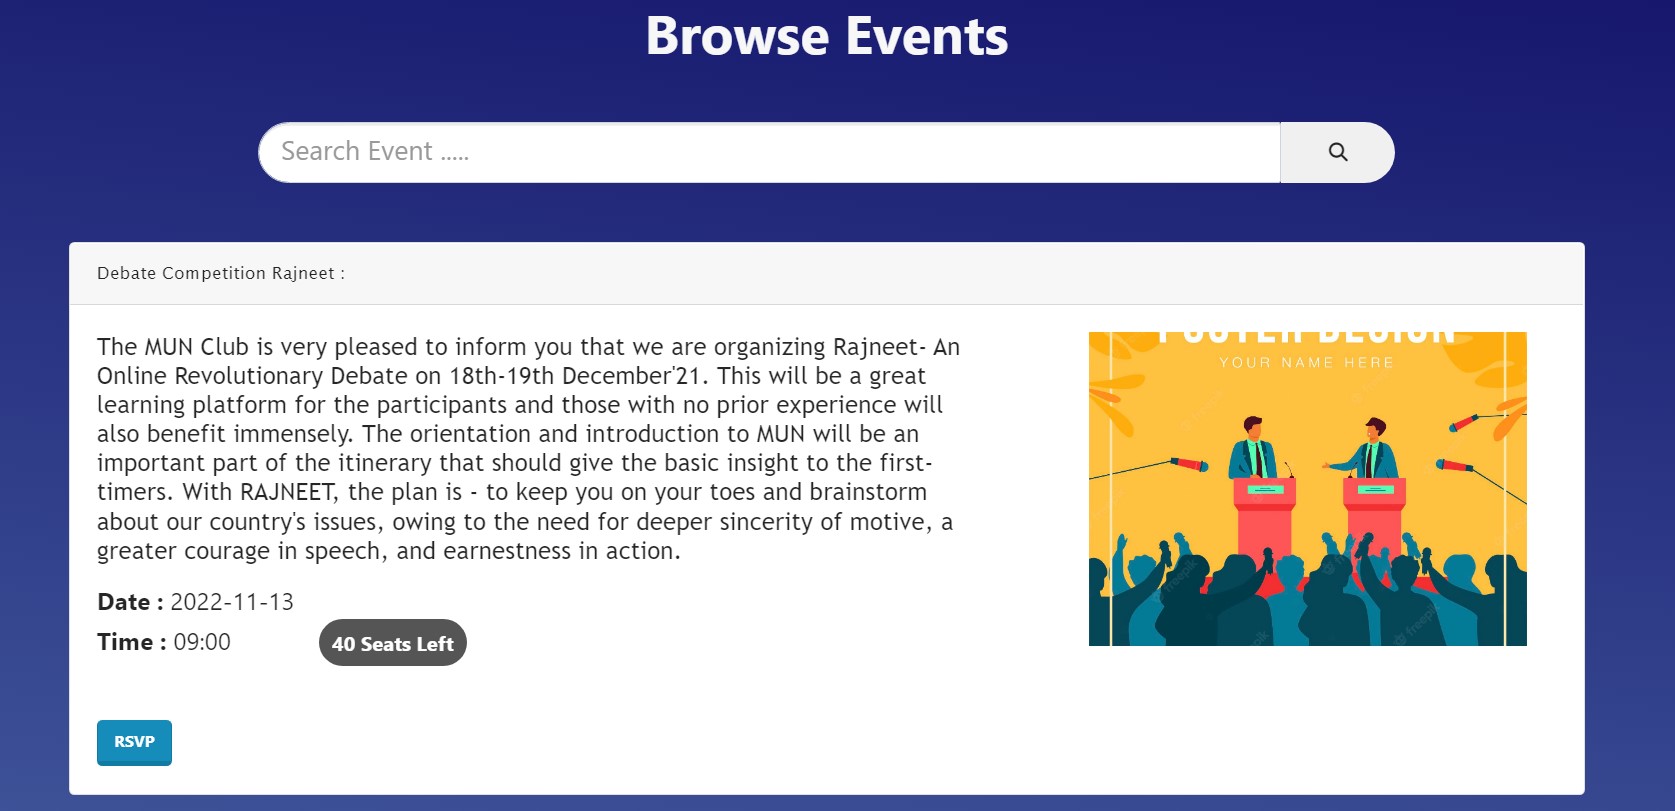 Browse Events
Search Event .....
Debate Competition Rajneet :
The MUN Club is very pleased to inform you that we are organizing Rajneet- An
Online Revolutionary Debate on 18th-19th December'21. This will be a great
learning platform for the participants and those with no prior experience will
also benefit immensely. The orientation and introduction to MUN will be an
important part of the itinerary that should give the basic insight to the first-
timers. With RAJNEET, the plan is - to keep you on your toes and brainstorm
about our country's issues, owing to the need for deeper sincerity of motive, a
greater courage in speech, and earnestness in action.
POSTER DESIGN
YOUR NAME HERE
freepik
freepik
freepik
Date : 2022-11-13
Time : 09:00
40 Seats Left
RSVP